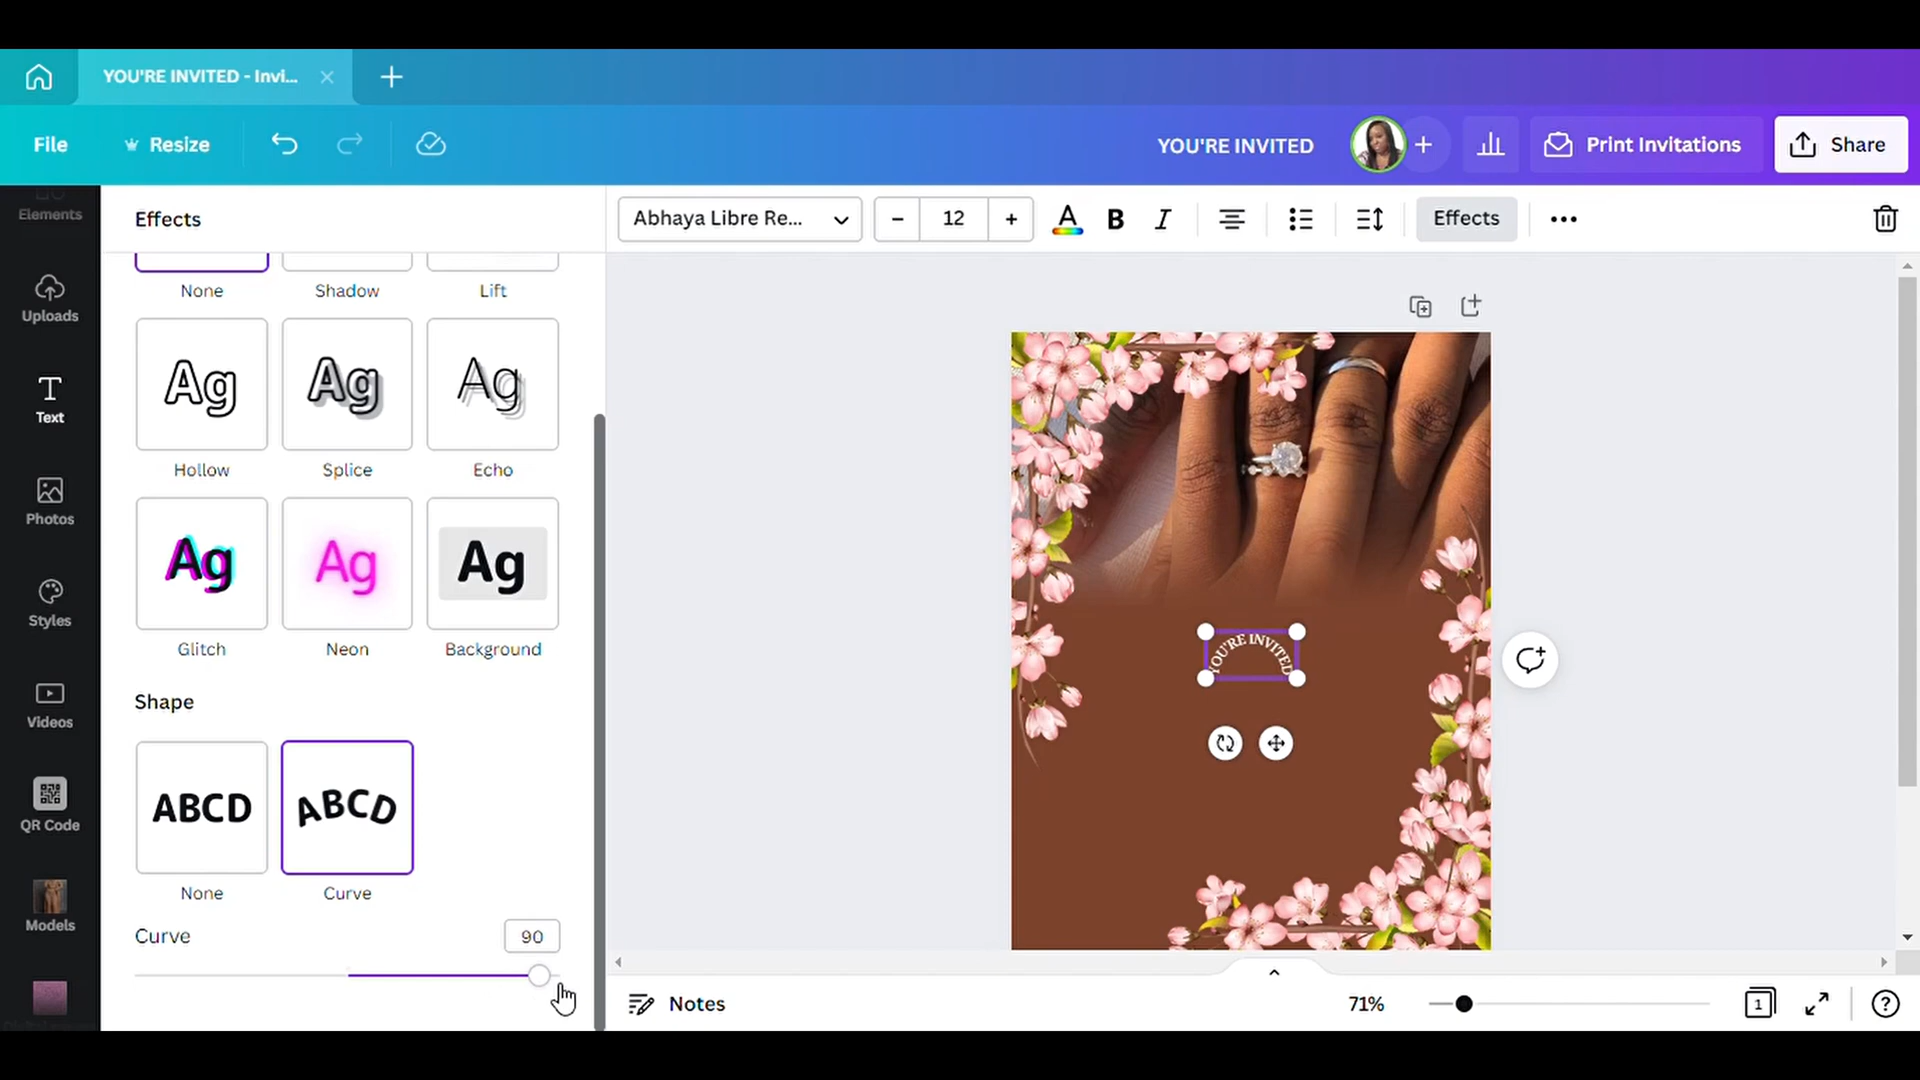 YOU'RE INVITED - Invi...
File
Resize
YOU'RE INVITED
Print Invitations
Share
Elements
Uploads
Text
Photos
Styles
Videos
QR Code
Models
Effects
None
Shadow
Lift
Ag
Ag
Ag
Hollow
Splice
Echo
Ag
Ag
Ag
Glitch
Neon
Background
Shape
ABCD
ABCD
None
Curve
Curve
90
Abhaya Libre Re...
12
A
B
I
Effects
YOU'RE INVITED
Notes
71%
1